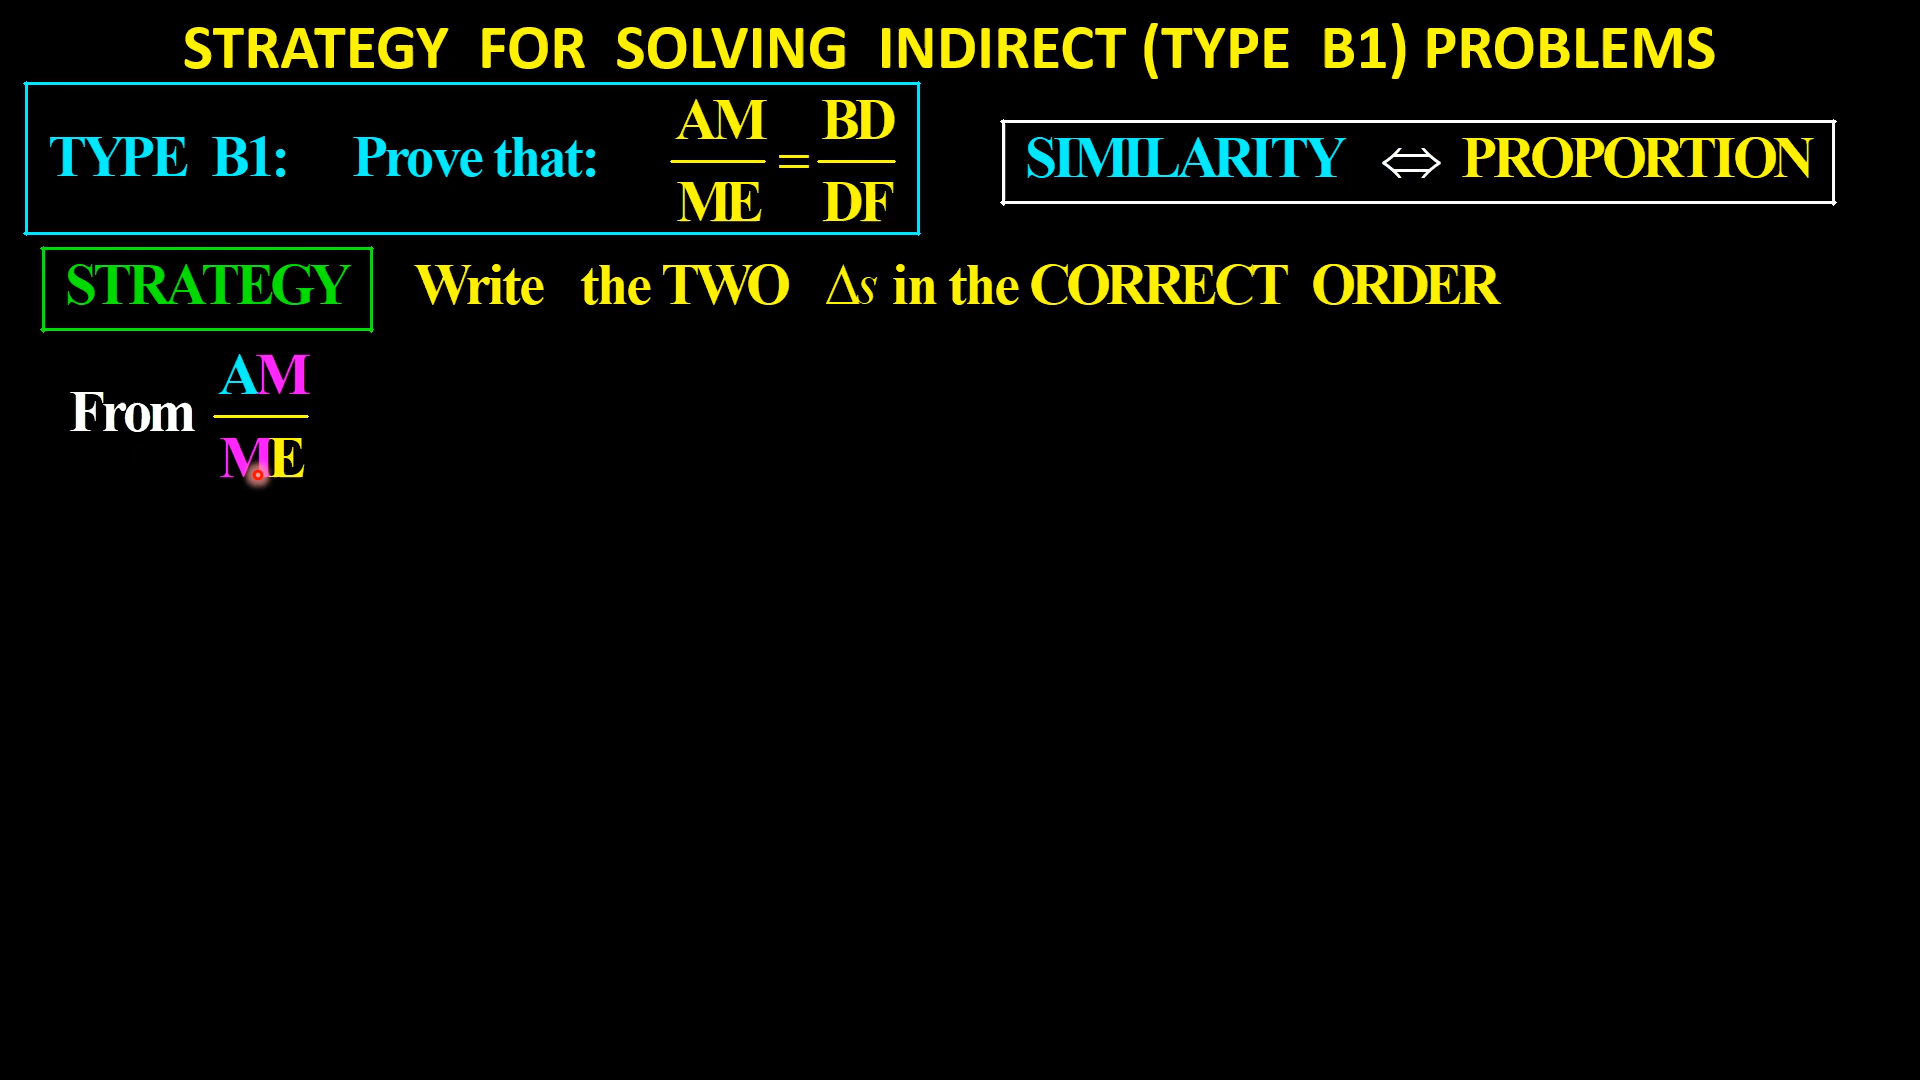 STRATEGY FOR SOLVING INDIRECT (TYPE B1) PROBLEMS
TYPE B1: Prove that: AM/ME = BD/DF
SIMILARITY ⇔ PROPORTION
STRATEGY Write the TWO Δs in the CORRECT ORDER
From AM/ME